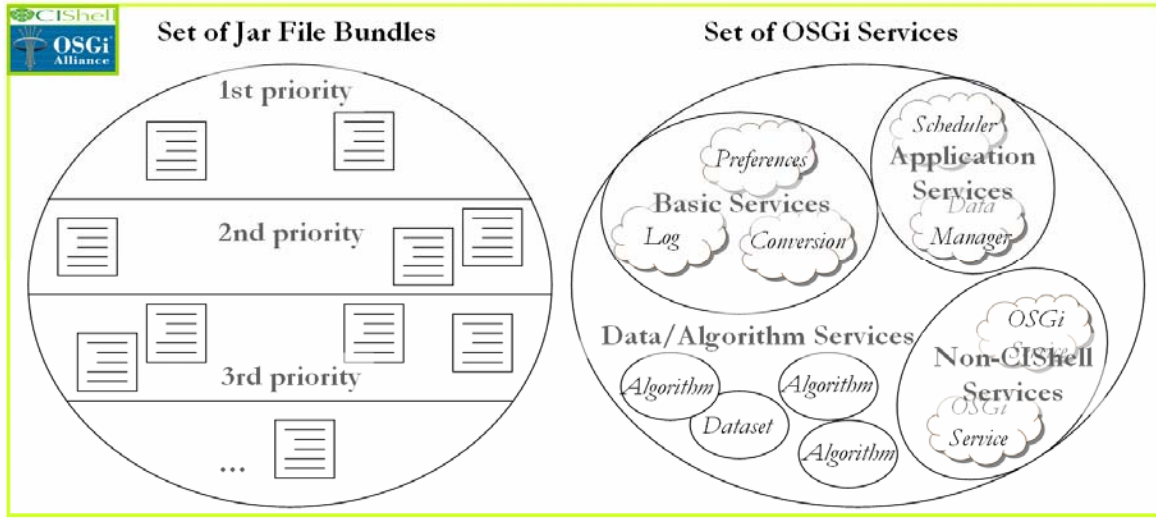 CIShell
OSGi
Alliance
Set of Jar File Bundles
1st priority
2nd priority
3rd priority
...
Set of OSGi Services
Preferences
Basic Services
Log
Conversion
Scheduler
Application
Services
Data
Manager
Data/Algorithm Services
Algorithm
Algorithm
Dataset
Algorithm
OSGi
Service
Non-CIShell
Services
OSGi
Service